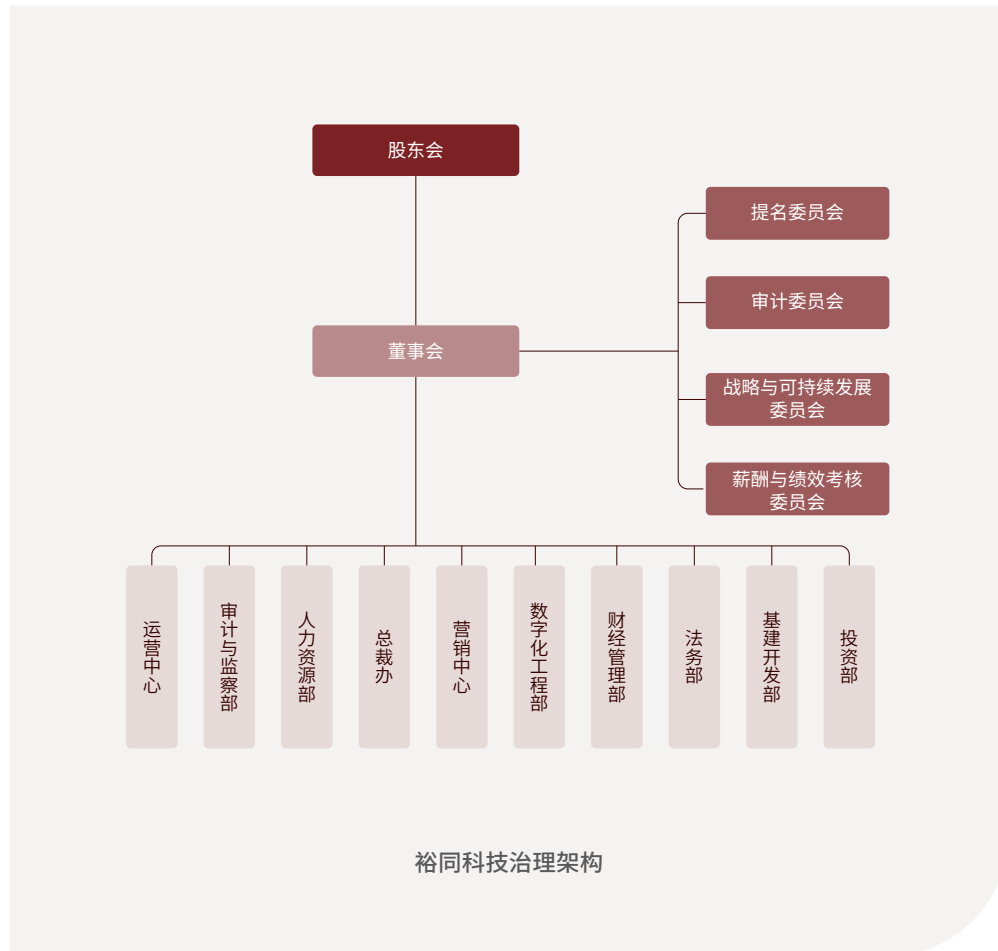 股东会
提名委员会
审计委员会
董事会
战略与可持续发展
委员会
薪酬与绩效考核
委员会
运营中心
审计与监察部
人力资源部
总裁办
营销中心
数字化工程部
财经管理部
法务部
基建开发部
投资部
裕同科技治理架构